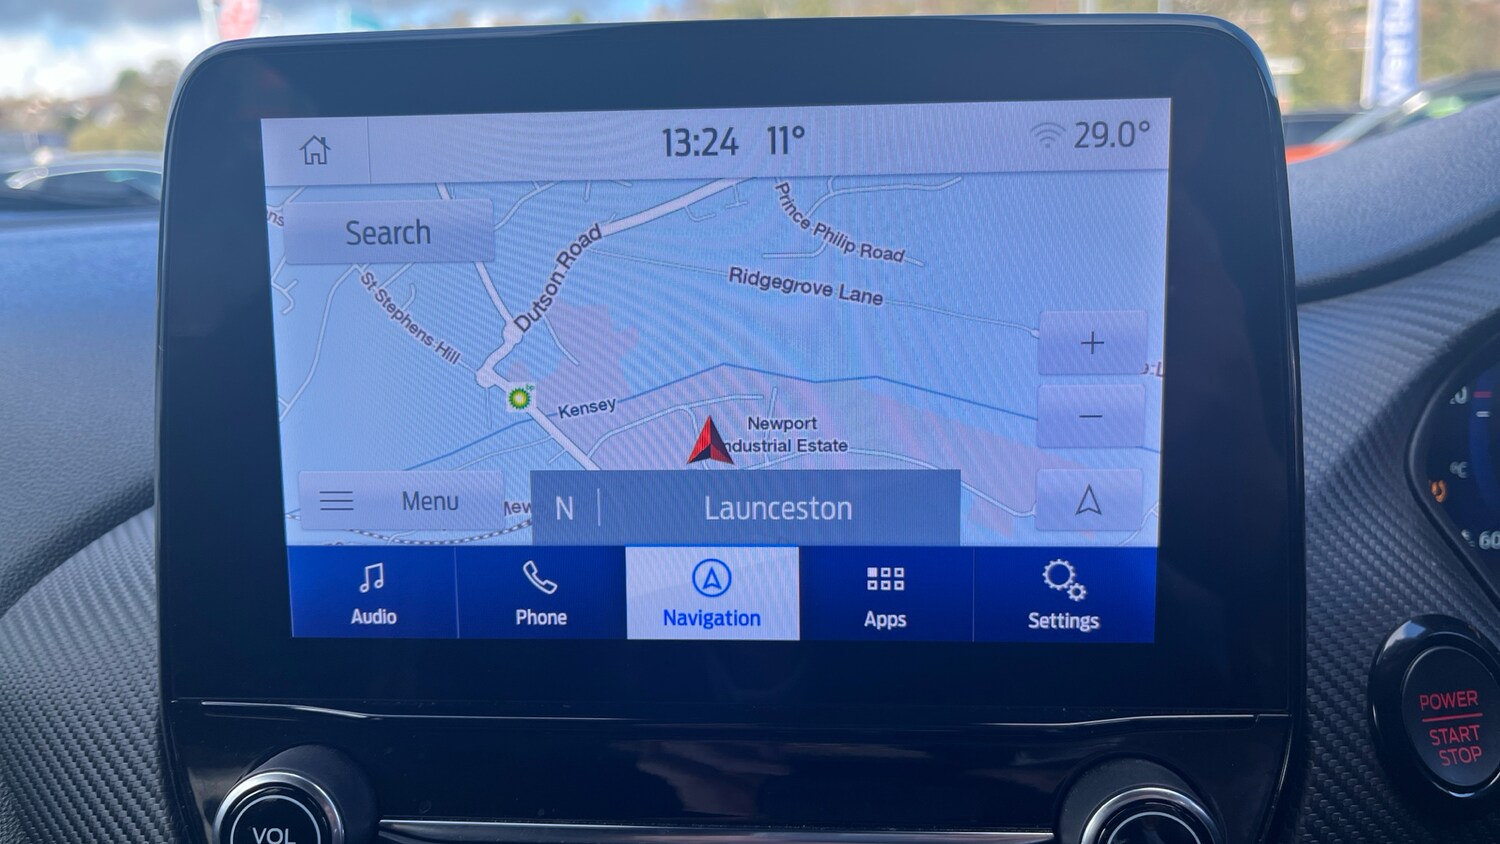 13:24 11°
29.0°
Search
Prince Philip Road
Dutson Road
Ridgegrove Lane
St Stephens Hill
+
Kensey
−
Newport
ndustrial Estate
Menu
N
Launceston
Audio
Phone
Navigation
Apps
Settings
60
POWER
START
STOP
VOL